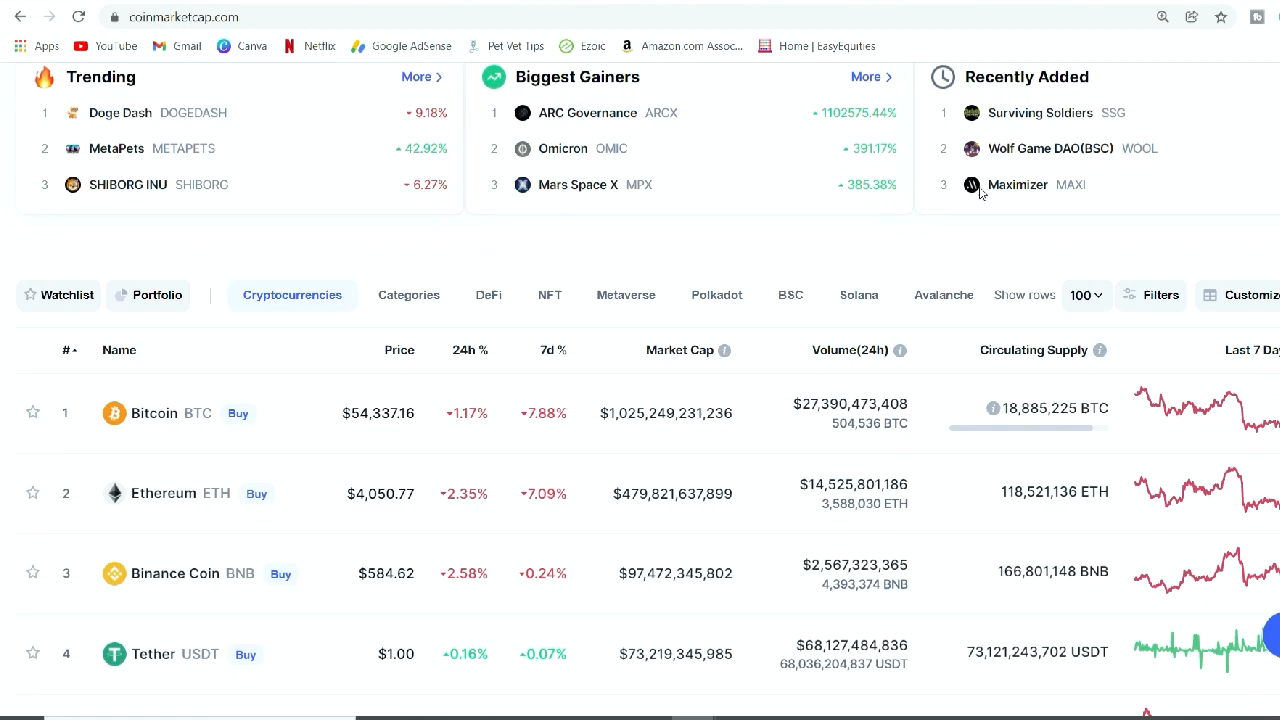 coinmarketcap.com
Apps YouTube Gmail Canva Netflix Google AdSense Pet Vet Tips Ezoic Amazon.com Assoc... Home | EasyEquities
Trending More >
1 Doge Dash DOGEDASH 9.18%
2 MetaPets METAPETS 42.92%
3 SHIBORG INU SHIBORG 6.27%
Biggest Gainers More >
1 ARC Governance ARCX 1102575.44%
2 Omicron OMIC 391.17%
3 Mars Space X MPX 385.38%
Recently Added
1 Surviving Soldiers SSG
2 Wolf Game DAO(BSC) WOOL
3 Maximizer MAXI
Watchlist Portfolio Cryptocurrencies Categories DeFi NFT Metaverse Polkadot BSC Solana Avalanche Show rows 100 Filters Customiz
# Name Price 24h % 7d % Market Cap Volume(24h) Circulating Supply Last 7 Day
1 Bitcoin BTC Buy $54,337.16 1.17% 7.88% $1,025,249,231,236 $27,390,473,408 18,885,225 BTC
504,536 BTC
2 Ethereum ETH Buy $4,050.77 2.35% 7.09% $479,821,637,899 $14,525,801,186 118,521,136 ETH
3,588,030 ETH
3 Binance Coin BNB Buy $584.62 2.58% 0.24% $97,472,345,802 $2,567,323,365 166,801,148 BNB
4,393,374 BNB
4 Tether USDT Buy $1.00 0.16% 0.07% $73,219,345,985 $68,127,484,836 73,121,243,702 USDT
68,036,204,837 USDT